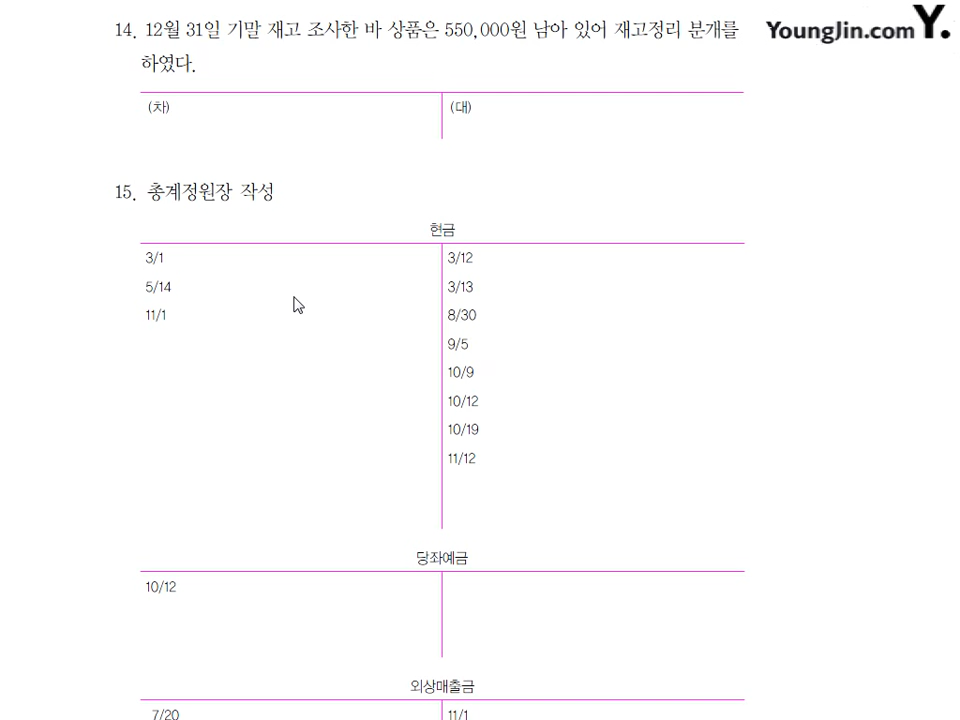 14. 12월 31일 기말 재고 조사한 바 상품은 550,000원 남아 있어 재고정리 분개를
하였다.
YoungJin.com Y.
(차) (대)
15. 총계정원장 작성
현금
3/1 3/12
5/14 3/13
11/1 8/30
9/5
10/9
10/12
10/19
11/12
당좌예금
10/12
외상매출금
7/20 11/1